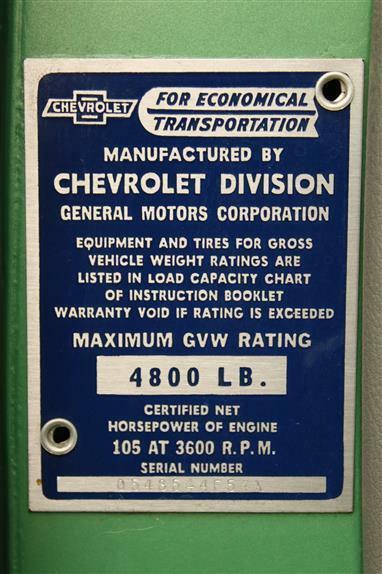 CHEVROLET
FOR ECONOMICAL
TRANSPORTATION
MANUFACTURED BY
CHEVROLET DIVISION
GENERAL MOTORS CORPORATION
EQUIPMENT AND TIRES FOR GROSS
VEHICLE WEIGHT RATINGS ARE
LISTED IN LOAD CAPACITY CHART
OF INSTRUCTION BOOKLET
WARRANTY VOID IF RATING IS EXCEEDED
MAXIMUM GVW RATING
4800 LB.
CERTIFIED NET
HORSEPOWER OF ENGINE
105 AT 3600 R.P.M.
SERIAL NUMBER